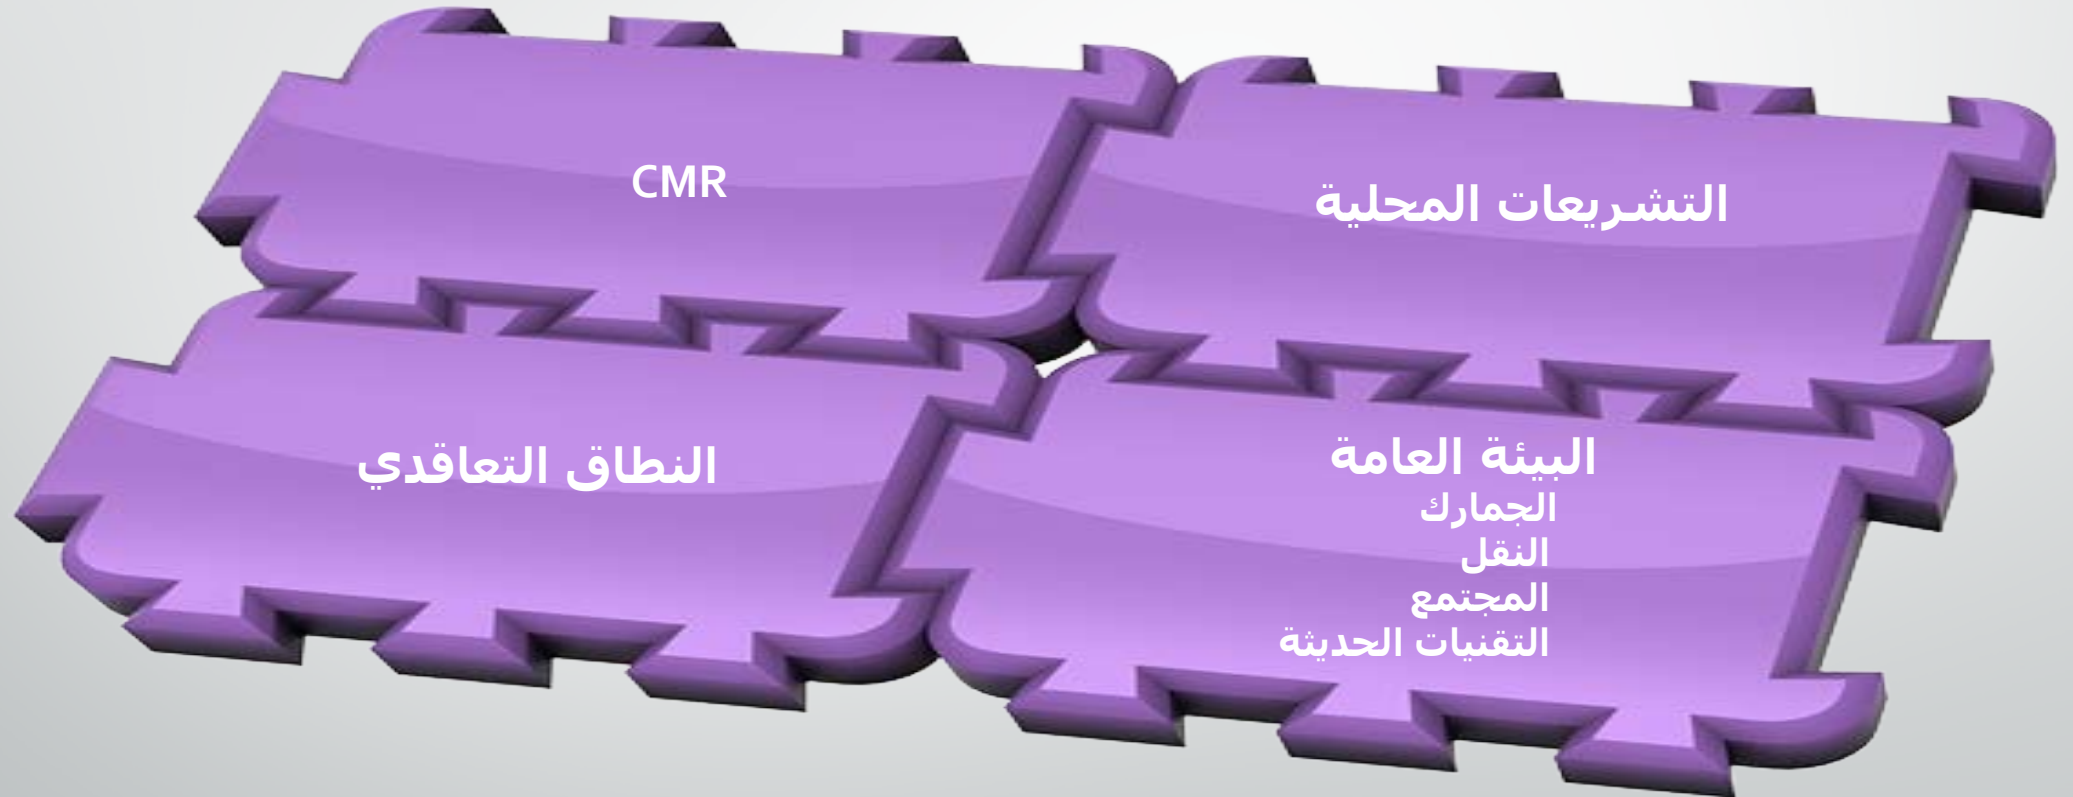 CMR
التشريعات المحلية
النطاق التعاقدي
البيئة العامة
الجمارك
النقل
المجتمع
التقنيات الحديثة